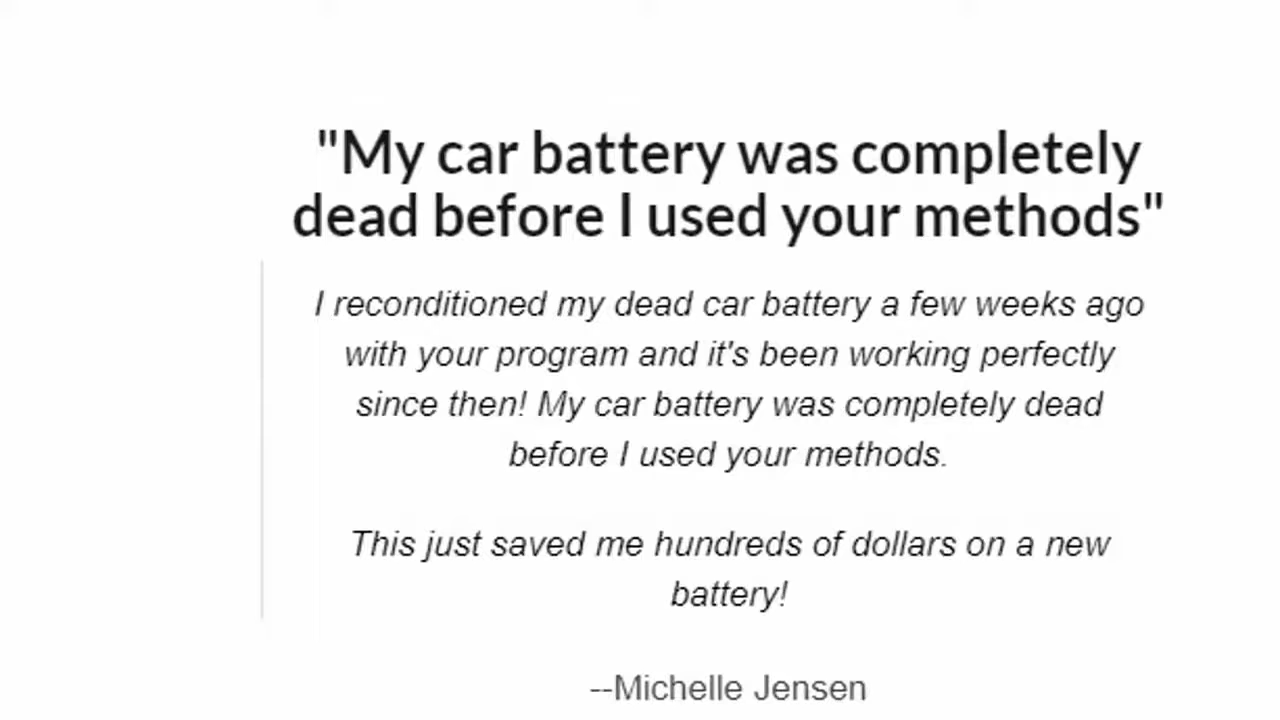 "My car battery was completely
dead before I used your methods"
I reconditioned my dead car battery a few weeks ago
with your program and it's been working perfectly
since then! My car battery was completely dead
before I used your methods.
This just saved me hundreds of dollars on a new
battery!
--Michelle Jensen